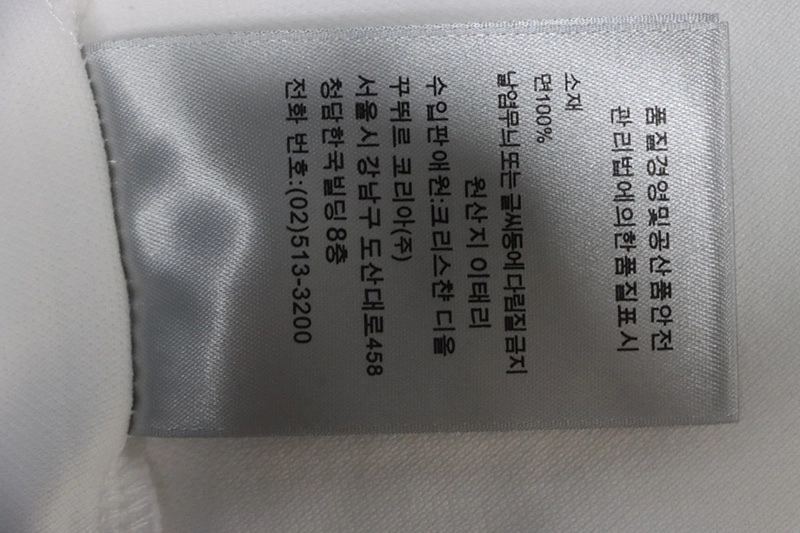 품질경영및공산품안전
관리법에의한품질표시
소재
면100%
날염무늬또는글씨등에다림질금지
원산지 이태리
수입판애원:크리스챤 디올
꾸뛰르 코리아(주)
서울시 강남구 도산대로458
청담한국빌딩 8층
전화 번호:(02)513-3200